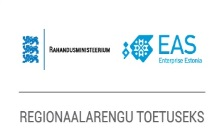 RAHANDUSMINISTEERIUM
EAS
Enterprise Estonia
REGIONAALARENGU TOETUSEKS